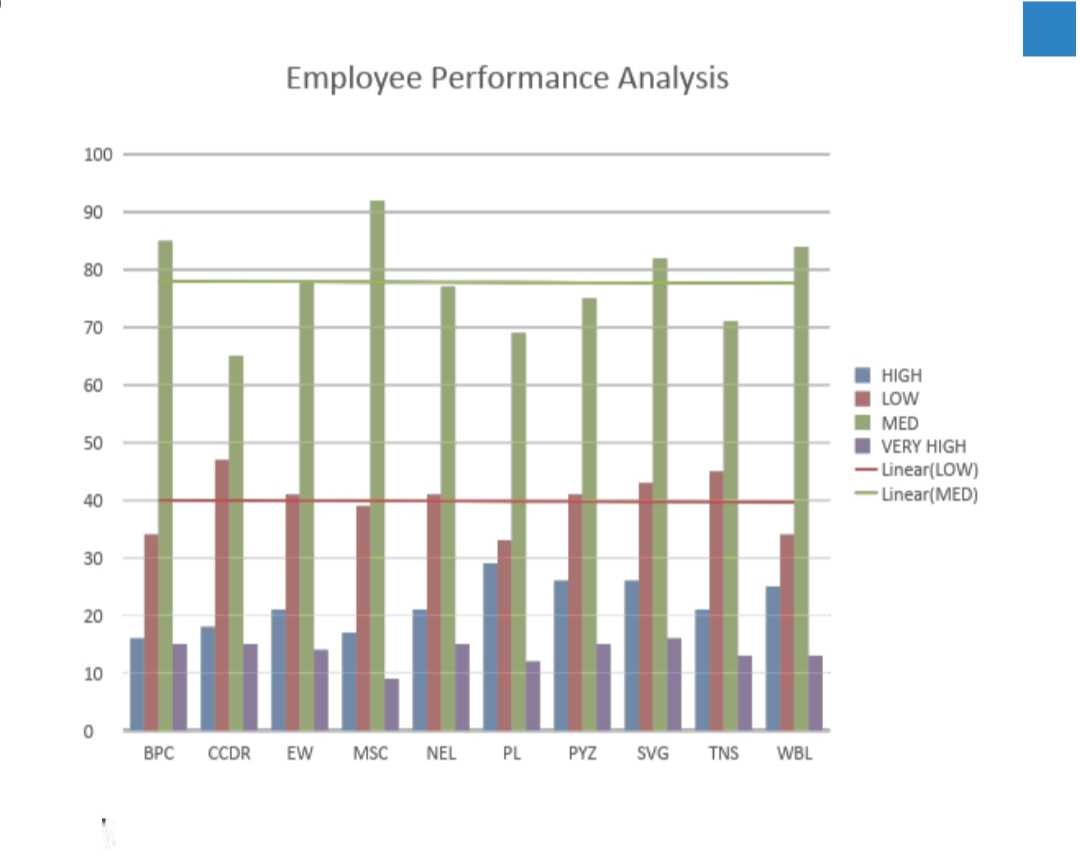 Employee Performance Analysis
100
90
80
70
60
50
40
30
20
10
0
BPC CCDR EW MSC NEL PL PYZ SVG TNS WBL
HIGH
LOW
MED
VERY HIGH
Linear(LOW)
Linear(MED)